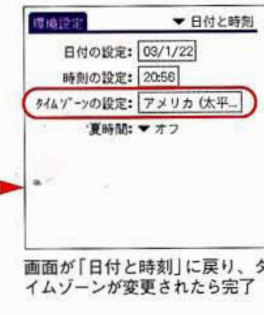 環境設定 ▼ 日付と時刻
日付の設定: 03/1/22
時刻の設定: 20:56
タイムゾーンの設定: アメリカ (太平...
夏時間: ▼ オフ
画面が「日付と時刻」に戻り、タ
イムゾーンが変更されたら完了